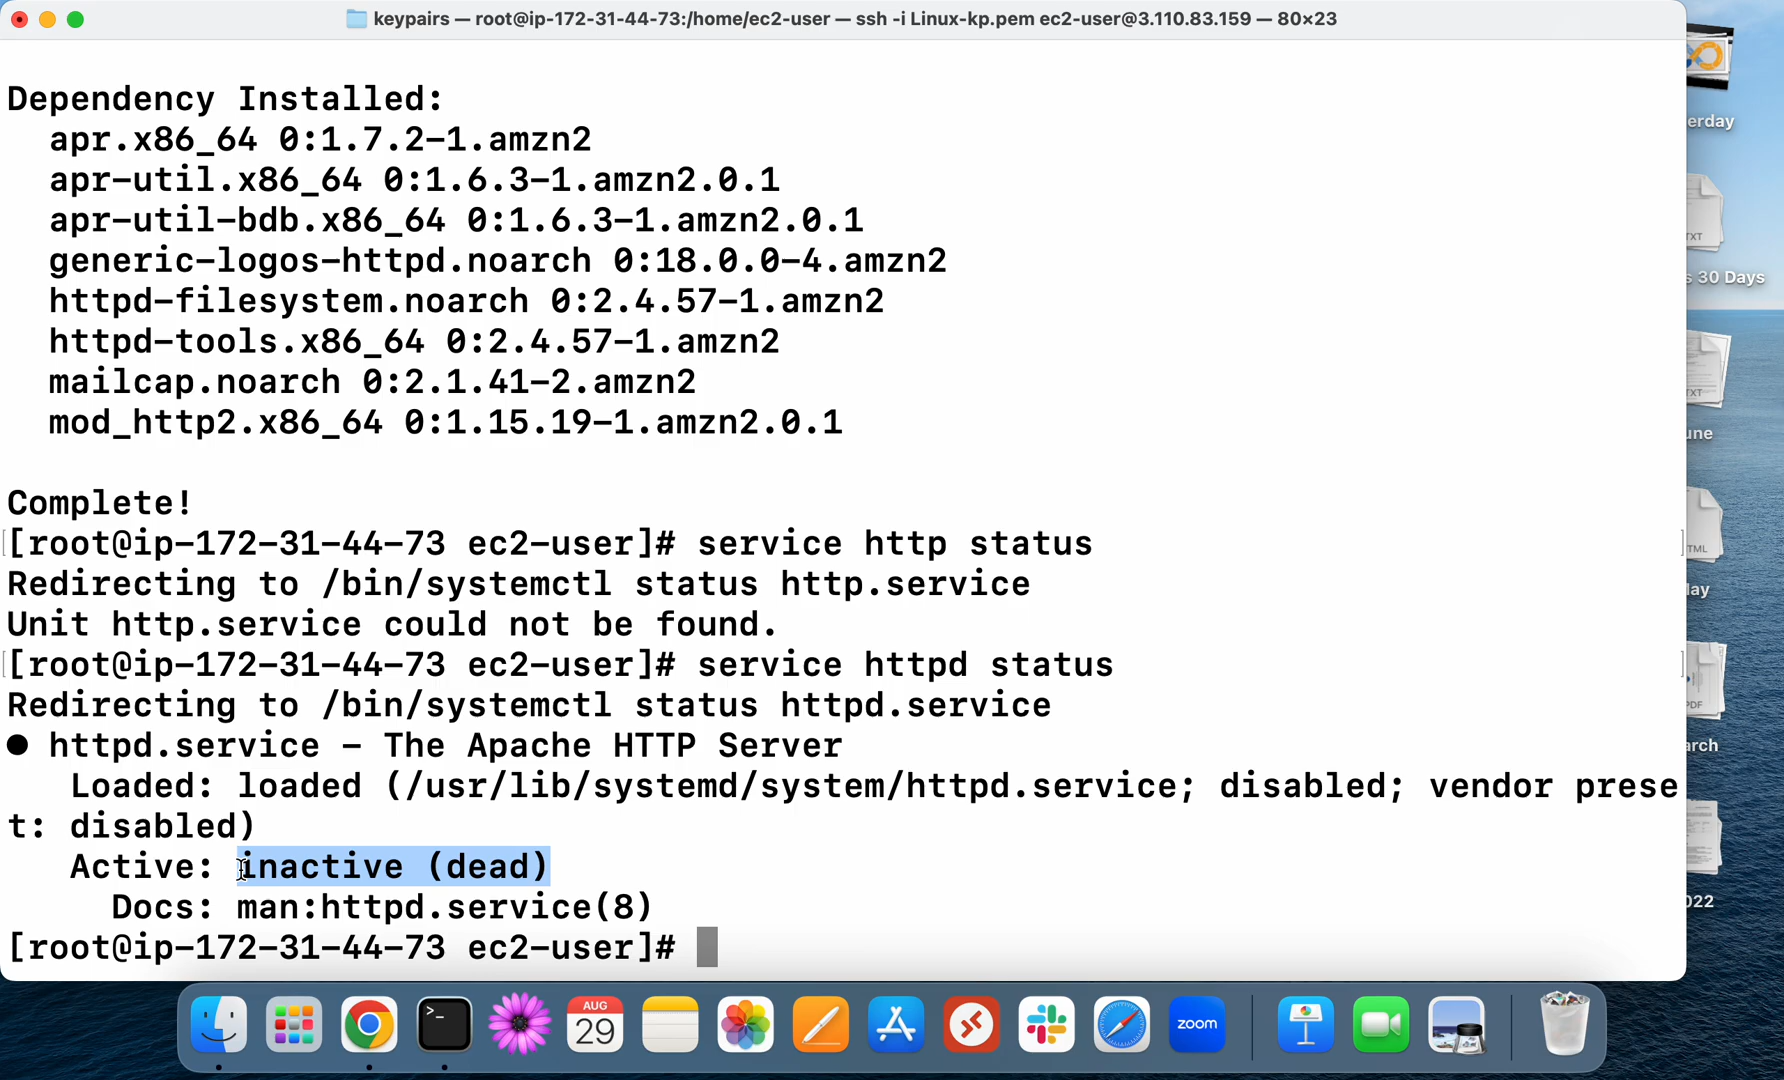 keypairs — root@ip-172-31-44-73:/home/ec2-user — ssh -i Linux-kp.pem ec2-user@3.110.83.159 — 80×23
Dependency Installed:
apr.x86_64 0:1.7.2-1.amzn2
apr-util.x86_64 0:1.6.3-1.amzn2.0.1
apr-util-bdb.x86_64 0:1.6.3-1.amzn2.0.1
generic-logos-httpd.noarch 0:18.0.0-4.amzn2
httpd-filesystem.noarch 0:2.4.57-1.amzn2
httpd-tools.x86_64 0:2.4.57-1.amzn2
mailcap.noarch 0:2.1.41-2.amzn2
mod_http2.x86_64 0:1.15.19-1.amzn2.0.1
Complete!
[root@ip-172-31-44-73 ec2-user]# service http status
Redirecting to /bin/systemctl status http.service
Unit http.service could not be found.
[root@ip-172-31-44-73 ec2-user]# service httpd status
Redirecting to /bin/systemctl status httpd.service
● httpd.service - The Apache HTTP Server
Loaded: loaded (/usr/lib/systemd/system/httpd.service; disabled; vendor prese
t: disabled)
Active: inactive (dead)
Docs: man:httpd.service(8)
[root@ip-172-31-44-73 ec2-user]#
erday
TXT
s 30 Days
TXT
une
TML
lay
PDF
arch
022
>_
AUG
29
zoom